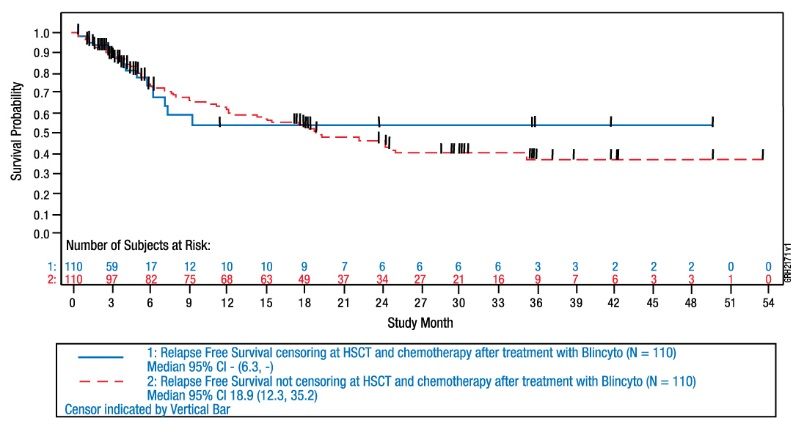 1.0
0.9
0.8
0.7
0.6
0.5
0.4
0.3
0.2
0.1
0.0
Survival Probability
Number of Subjects at Risk:
1: 110 59 17 12 10 10 9 7 6 6 6 6 3 3 2 2 2 0 0
2: 110 97 82 75 68 63 49 37 34 27 21 16 9 7 6 3 3 1 0
0 3 6 9 12 15 18 21 24 27 30 33 36 39 42 45 48 51 54
Study Month
GRH2171v1
1: Relapse Free Survival censoring at HSCT and chemotherapy after treatment with Blincyto (N = 110)
Median 95% CI - (6.3, -)
2: Relapse Free Survival not censoring at HSCT and chemotherapy after treatment with Blincyto (N = 110)
Median 95% CI 18.9 (12.3, 35.2)
Censor indicated by Vertical Bar